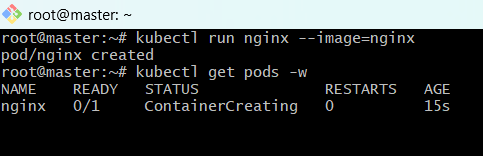 root@master: ~
root@master:~# kubectl run nginx --image=nginx
pod/nginx created
root@master:~# kubectl get pods -w
NAME READY STATUS RESTARTS AGE
nginx 0/1 ContainerCreating 0 15s